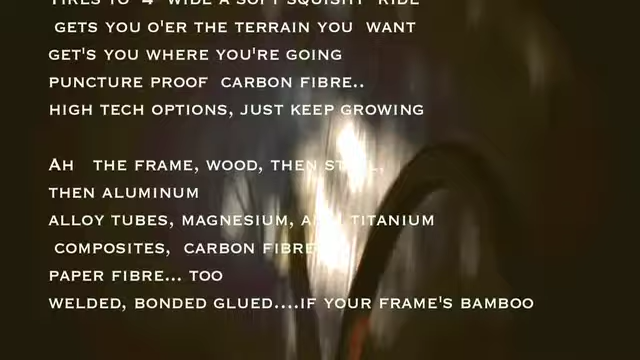 TIRES TO "4" WIDE A SOFT SQUISHY RIDE
GETS YOU O'ER THE TERRAIN YOU WANT
GET'S YOU WHERE YOU'RE GOING
PUNCTURE PROOF CARBON FIBRE..
HIGH TECH OPTIONS, JUST KEEP GROWING
AH THE FRAME, WOOD, THEN STEEL,
THEN ALUMINUM
ALLOY TUBES, MAGNESIUM, AND TITANIUM
COMPOSITES, CARBON FIBRE
PAPER FIBRE... TOO
WELDED, BONDED GLUED....IF YOUR FRAME'S BAMBOO